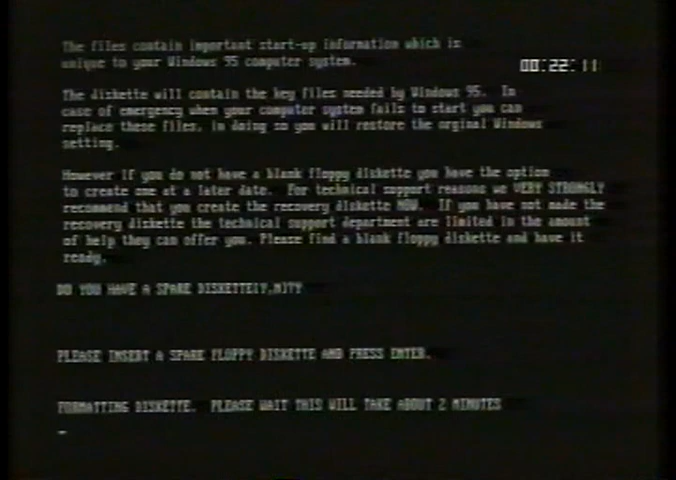 The files contain important start-up information which is
unique to your Windows 95 computer system.
00:22:11
The diskette will contain the key files needed by Windows 95.  In
case of emergency when your computer system fails to start you can
replace these files, in doing so you will restore the orginal Windows
setting.
However if you do not have a blank floppy diskette you have the option
to create one at a later date.  For technical support reasons we VERY STRONGLY
recommend that you create the recovery diskette NOW.  If you have not made the
recovery diskette the technical support department are limited in the amount
of help they can offer you. Please find a blank floppy diskette and have it
ready.
DO YOU HAVE A SPARE DISKETTE[Y,N]?Y
PLEASE INSERT A SPARE FLOPPY DISKETTE AND PRESS ENTER.
FORMATTING DISKETTE.  PLEASE WAIT THIS WILL TAKE ABOUT 2 MINUTES